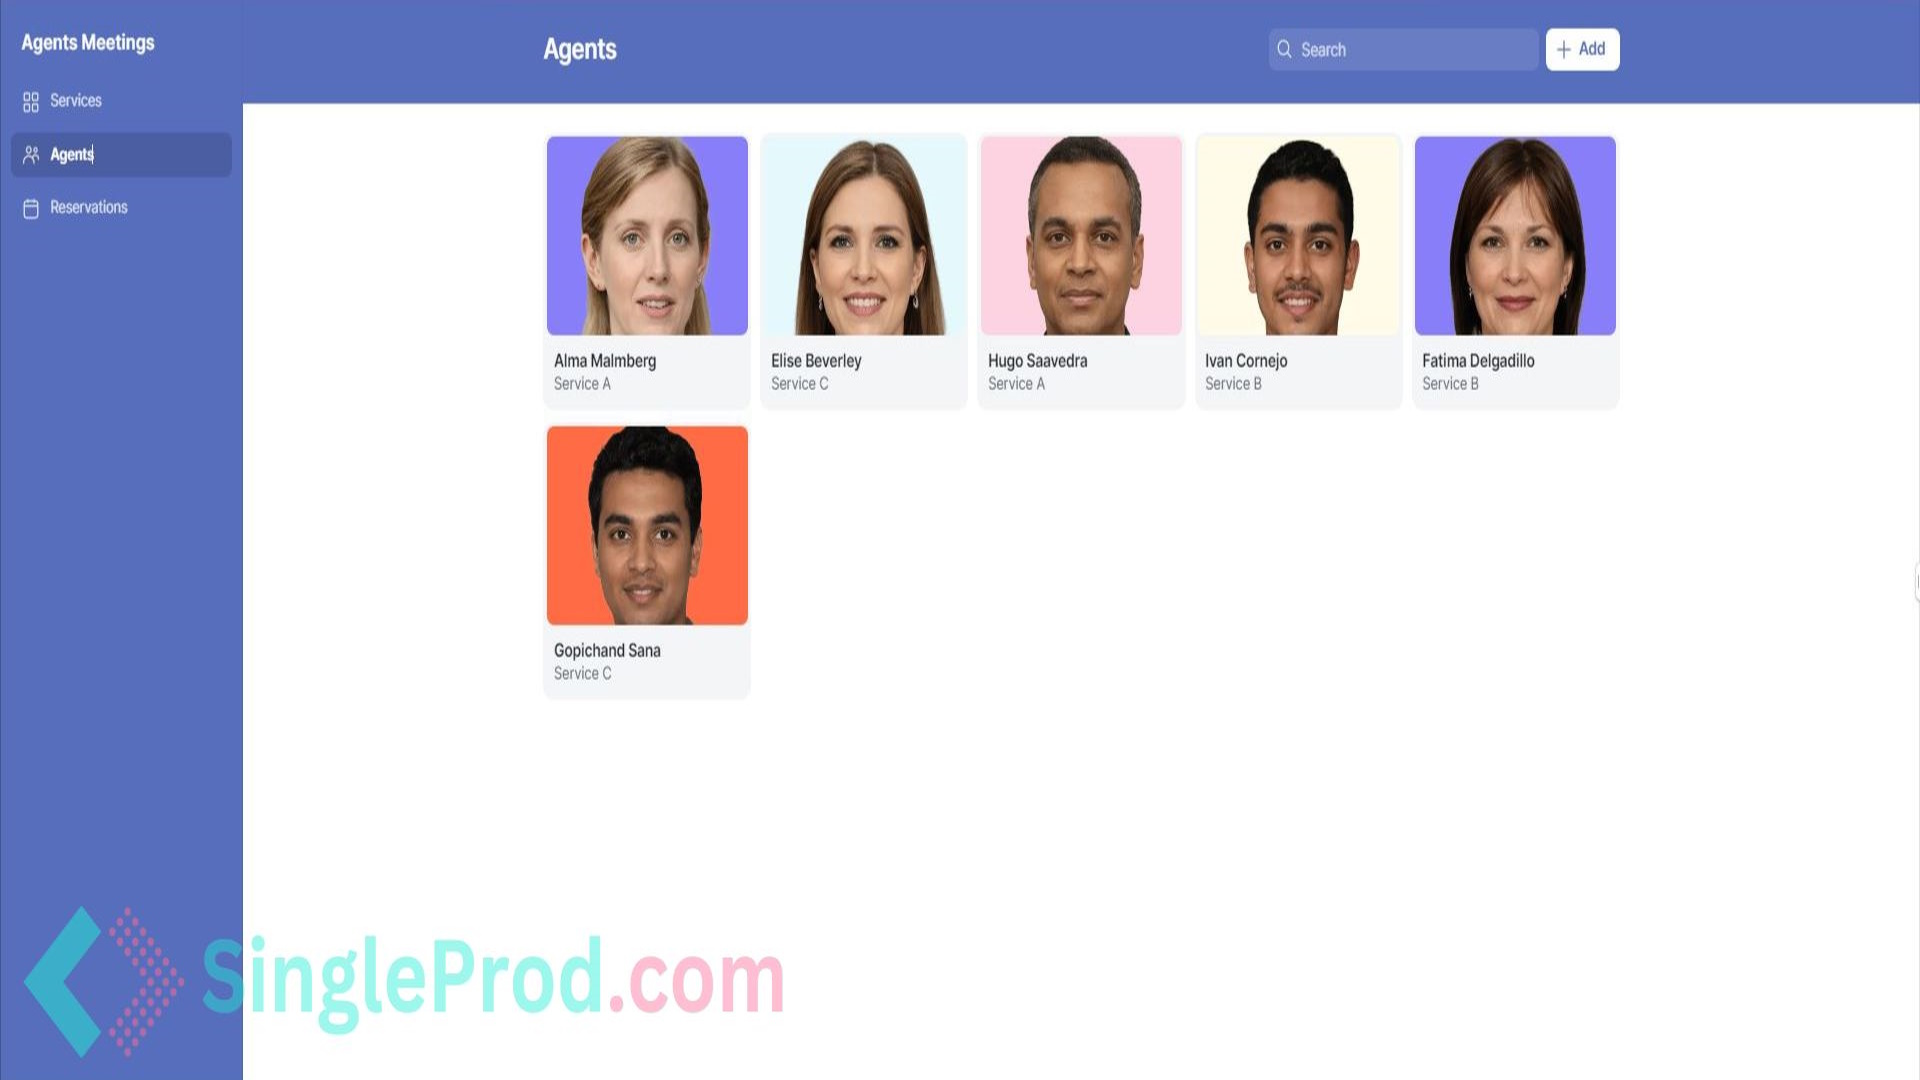 Agents Meetings
Services
Agents
Reservations
Agents
Search
Add
Alma Malmberg
Service A
Elise Beverley
Service C
Hugo Saavedra
Service A
Ivan Cornejo
Service B
Fatima Delgadillo
Service B
Gopichand Sana
Service C
SingleProd.com